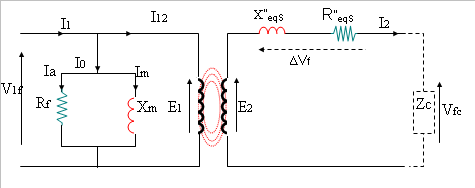 I1
I12
X"eqS
R"eqS
I2
I0
Ia
Im
ΔVf
V1f
Rf
Xm
E1
E2
Zc
Vfc